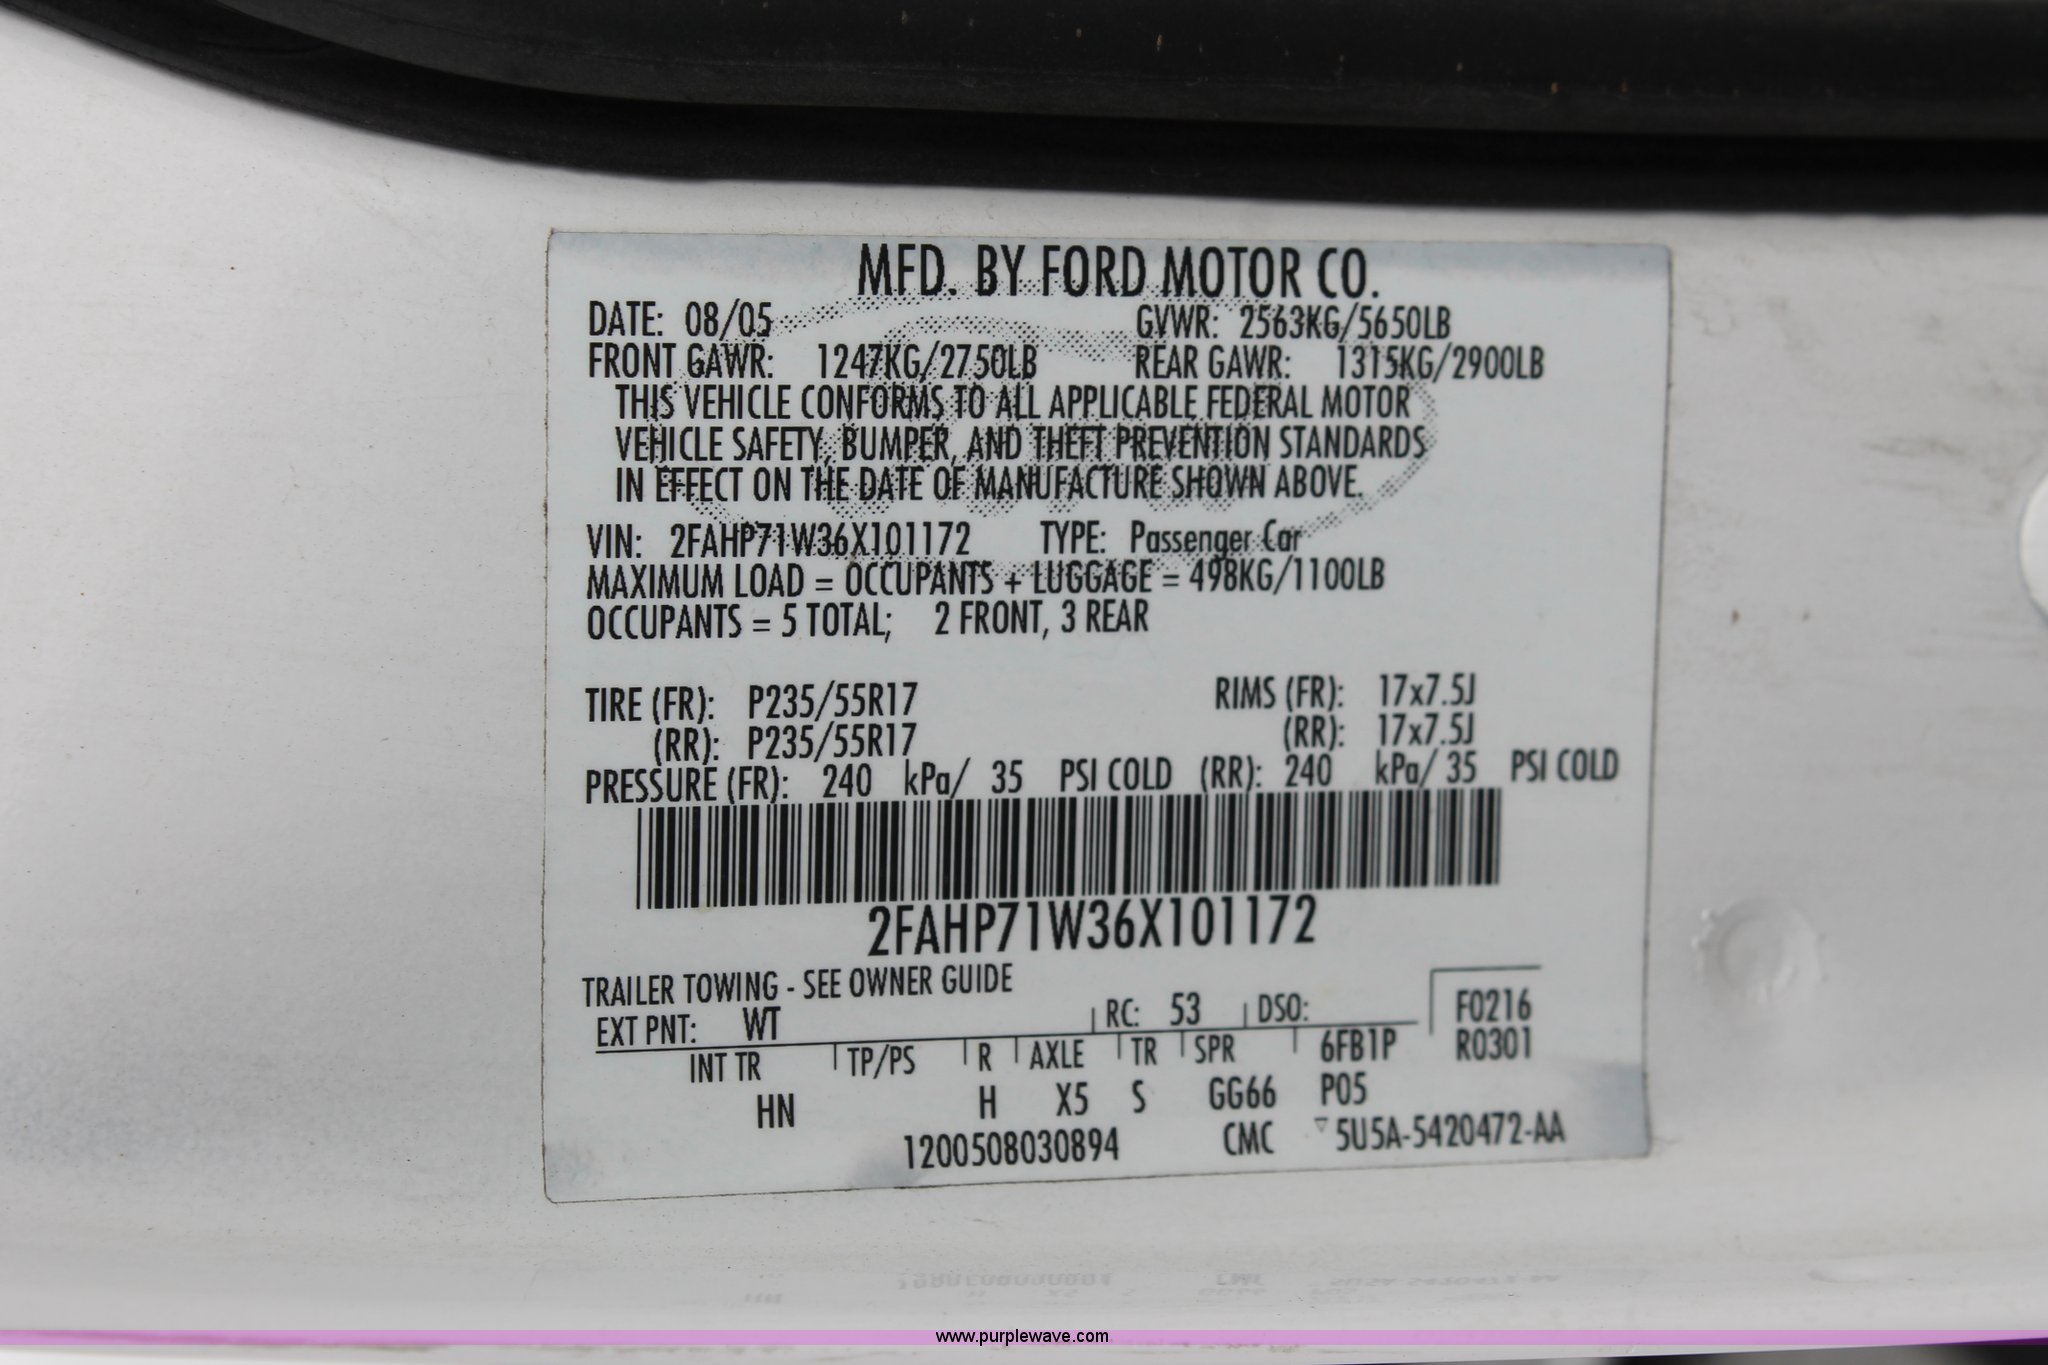 MFD. BY FORD MOTOR CO.
DATE: 08/05 GVWR: 2563KG/5650LB
FRONT GAWR: 1247KG/2750LB REAR GAWR: 1315KG/2900LB
THIS VEHICLE CONFORMS TO ALL APPLICABLE FEDERAL MOTOR
VEHICLE SAFETY, BUMPER, AND THEFT PREVENTION STANDARDS
IN EFFECT ON THE DATE OF MANUFACTURE SHOWN ABOVE.
VIN: 2FAHP71W36X101172 TYPE: Passenger Car
MAXIMUM LOAD = OCCUPANTS + LUGGAGE = 498KG/1100LB
OCCUPANTS = 5 TOTAL; 2 FRONT, 3 REAR
TIRE (FR): P235/55R17 RIMS (FR): 17x7.5J
(RR): P235/55R17 (RR): 17x7.5J
PRESSURE (FR): 240 kPa/ 35 PSI COLD (RR): 240 kPa/ 35 PSI COLD
2FAHP71W36X101172
TRAILER TOWING - SEE OWNER GUIDE
EXT PNT: WT RC: 53 DSO: F0216
INT TR TP/PS R AXLE TR SPR 6FB1P R0301
HN H X5 S GG66 P05
1200508030894 CMC ▽5U5A-5420472-AA
www.purplewave.com